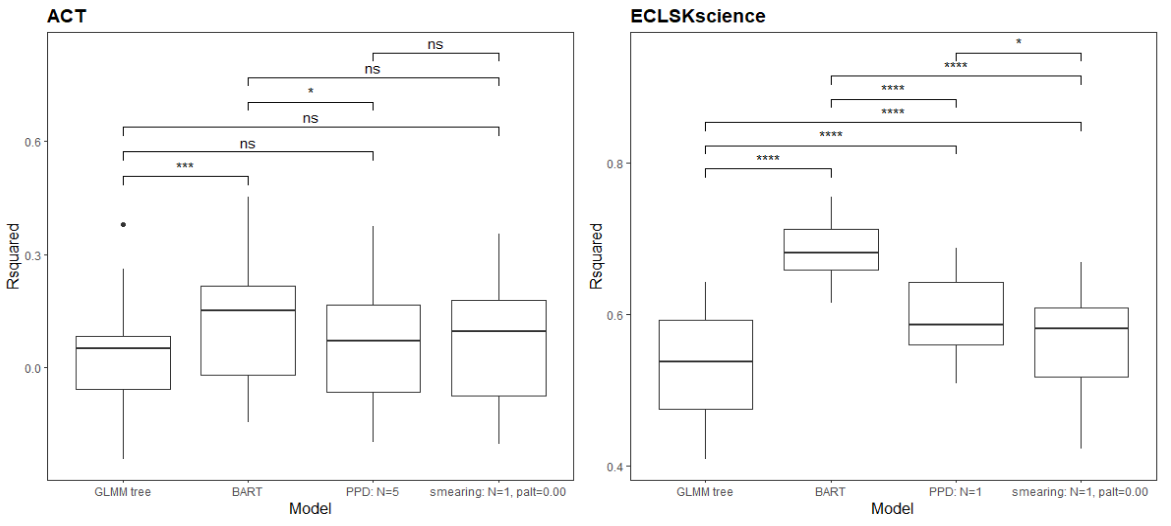 ACT
ns
ns
*
ns
ns
***
0.6
0.3
0.0
Rsquared
GLMM tree BART PPD: N=5 smearing: N=1, palt=0.00
Model
ECLSKscience
*
****
****
****
****
****
0.8
0.6
0.4
Rsquared
GLMM tree BART PPD: N=1 smearing: N=1, palt=0.00
Model